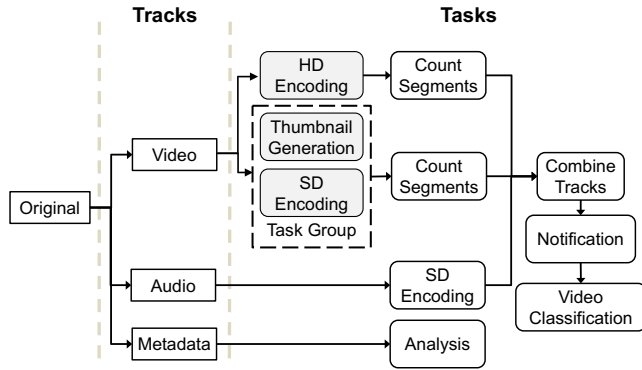 Tracks
Tasks
HD
Encoding
Count
Segments
Thumbnail
Generation
Video
SD
Encoding
Task Group
Count
Segments
Combine
Tracks
Original
Notification
Audio
SD
Encoding
Video
Classification
Metadata
Analysis